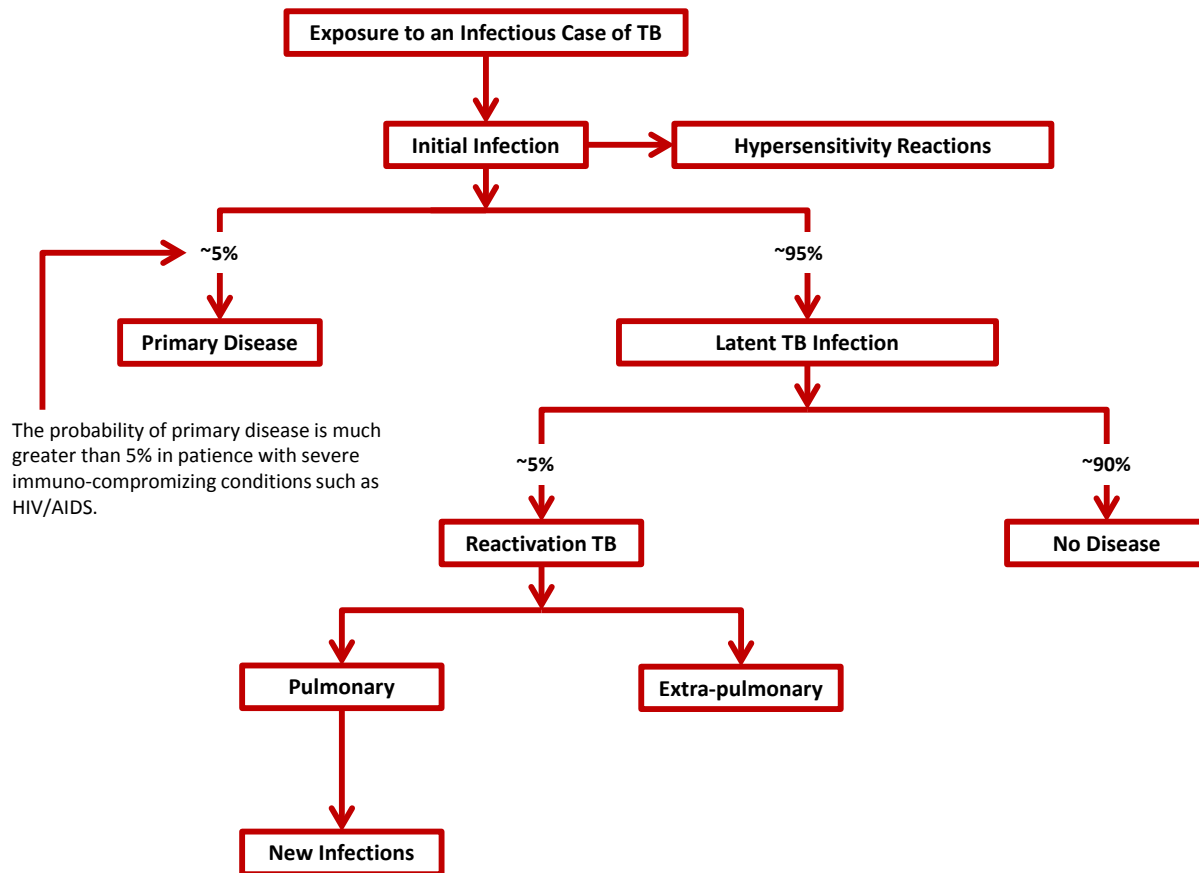 Exposure to an Infectious Case of TB
Initial Infection
Hypersensitivity Reactions
~5%
~95%
Primary Disease
Latent TB Infection
The probability of primary disease is much
greater than 5% in patience with severe
immuno-compromizing conditions such as
HIV/AIDS.
~5%
~90%
Reactivation TB
No Disease
Pulmonary
Extra-pulmonary
New Infections